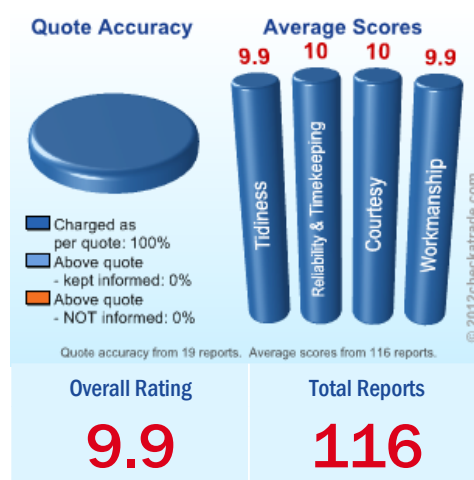 Quote Accuracy
Average Scores
9.9
10
10
9.9
Tidiness
Reliability & Timekeeping
Courtesy
Workmanship
Charged as
per quote: 100%
Above quote
- kept informed: 0%
Above quote
- NOT informed: 0%
© 2012checkatrade.com
Quote accuracy from 19 reports. Average scores from 116 reports.
Overall Rating
Total Reports
9.9
116